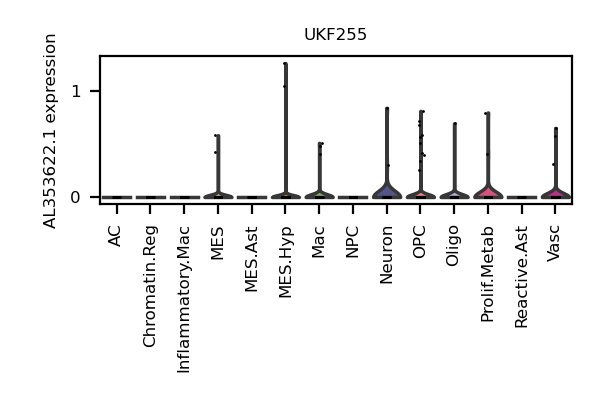 UKF255
AL353622.1 expression
1
0
AC
Chromatin.Reg
Inflammatory.Mac
MES
MES.Ast
MES.Hyp
Mac
NPC
Neuron
OPC
Oligo
Prolif.Metab
Reactive.Ast
Vasc